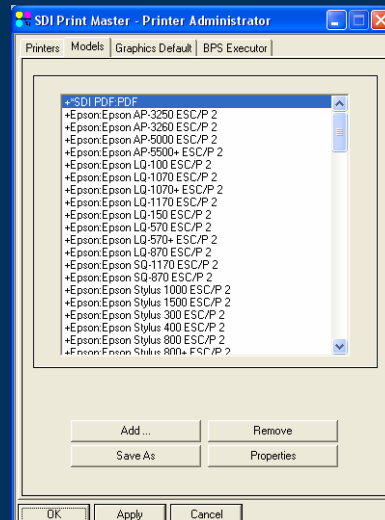 SDI Print Master - Printer Administrator
Printers Models Graphics Default BPS Executor
+*SDI PDF:PDF
+Epson:Epson AP-3250 ESC/P 2
+Epson:Epson AP-3260 ESC/P 2
+Epson:Epson AP-5000 ESC/P 2
+Epson:Epson AP-5500+ ESC/P 2
+Epson:Epson LQ-100 ESC/P 2
+Epson:Epson LQ-1070 ESC/P 2
+Epson:Epson LQ-1070+ ESC/P 2
+Epson:Epson LQ-1170 ESC/P 2
+Epson:Epson LQ-150 ESC/P 2
+Epson:Epson LQ-570 ESC/P 2
+Epson:Epson LQ-570+ ESC/P 2
+Epson:Epson LQ-870 ESC/P 2
+Epson:Epson SQ-1170 ESC/P 2
+Epson:Epson SQ-870 ESC/P 2
+Epson:Epson Stylus 1000 ESC/P 2
+Epson:Epson Stylus 1500 ESC/P 2
+Epson:Epson Stylus 300 ESC/P 2
+Epson:Epson Stylus 400 ESC/P 2
+Epson:Epson Stylus 800 ESC/P 2
+Epson:Epson Stylus 800+ ESC/P 2
Add ... Remove
Save As Properties
OK Apply Cancel